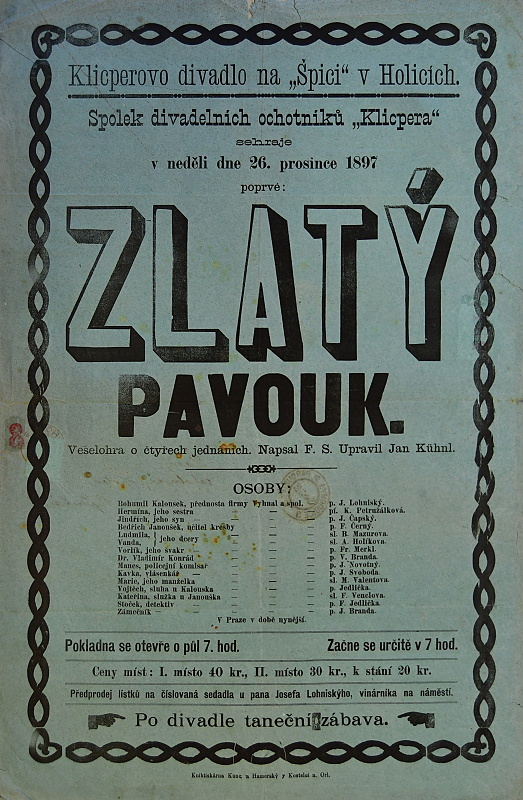 Klicperovo divadlo na „Špici“ v Holicích.
Spolek divadelních ochotníků „Klicpera“
sehraje
v neděli dne 26. prosince 1897
poprvé:
ZLATÝ
PAVOUK.
Veselohra o čtyřech jednáních. Napsal F. S. Upravil Jan Kühnl.
OSOBY:
Bohumil Kalousek, přednosta firmy Vyhnal a spol. — p. J. Lohniský.
Hermina, jeho sestra — — — pí. K. Petružálková.
Jindřich, jeho syn — — — p. J. Čapský.
Bedřich Janoušek, učitel kresby — — p. F. Černý.
Ludmila, } jeho dcery — — — sl. B. Mazurova.
Vanda, sl. A. Holíkova.
Vorlík, jeho švakr — — — p. Fr. Merkl.
Dr. Vladimír Konrád — — — p. V. Branda.
Manes, policejní komisař — — — p. J. Novotný.
Kavka, vlásenkář — — — — p. J. Svoboda.
Marie, jeho manželka — — — sl. M. Valentova.
Vojtěch, sluha u Kalouska — — — p. Jedlička.
Kateřina, služka u Janouška — — sl. F. Venclova.
Stoček, detektiv — — — — p. F. Jedlička.
Zámečník — — — — p. J. Branda.
V Praze v době nynější.
Pokladna se otevře o půl 7. hod. Začne se určitě v 7 hod.
Ceny míst: I. místo 40 kr., II. místo 30 kr., k stání 20 kr.
Předprodej lístků na číslovaná sedadla u pana Josefa Lohniského, vinárníka na náměstí.
Po divadle taneční zábava.
Knihtiskárna Kunc a Hamerský v Kostelci n. Orl.